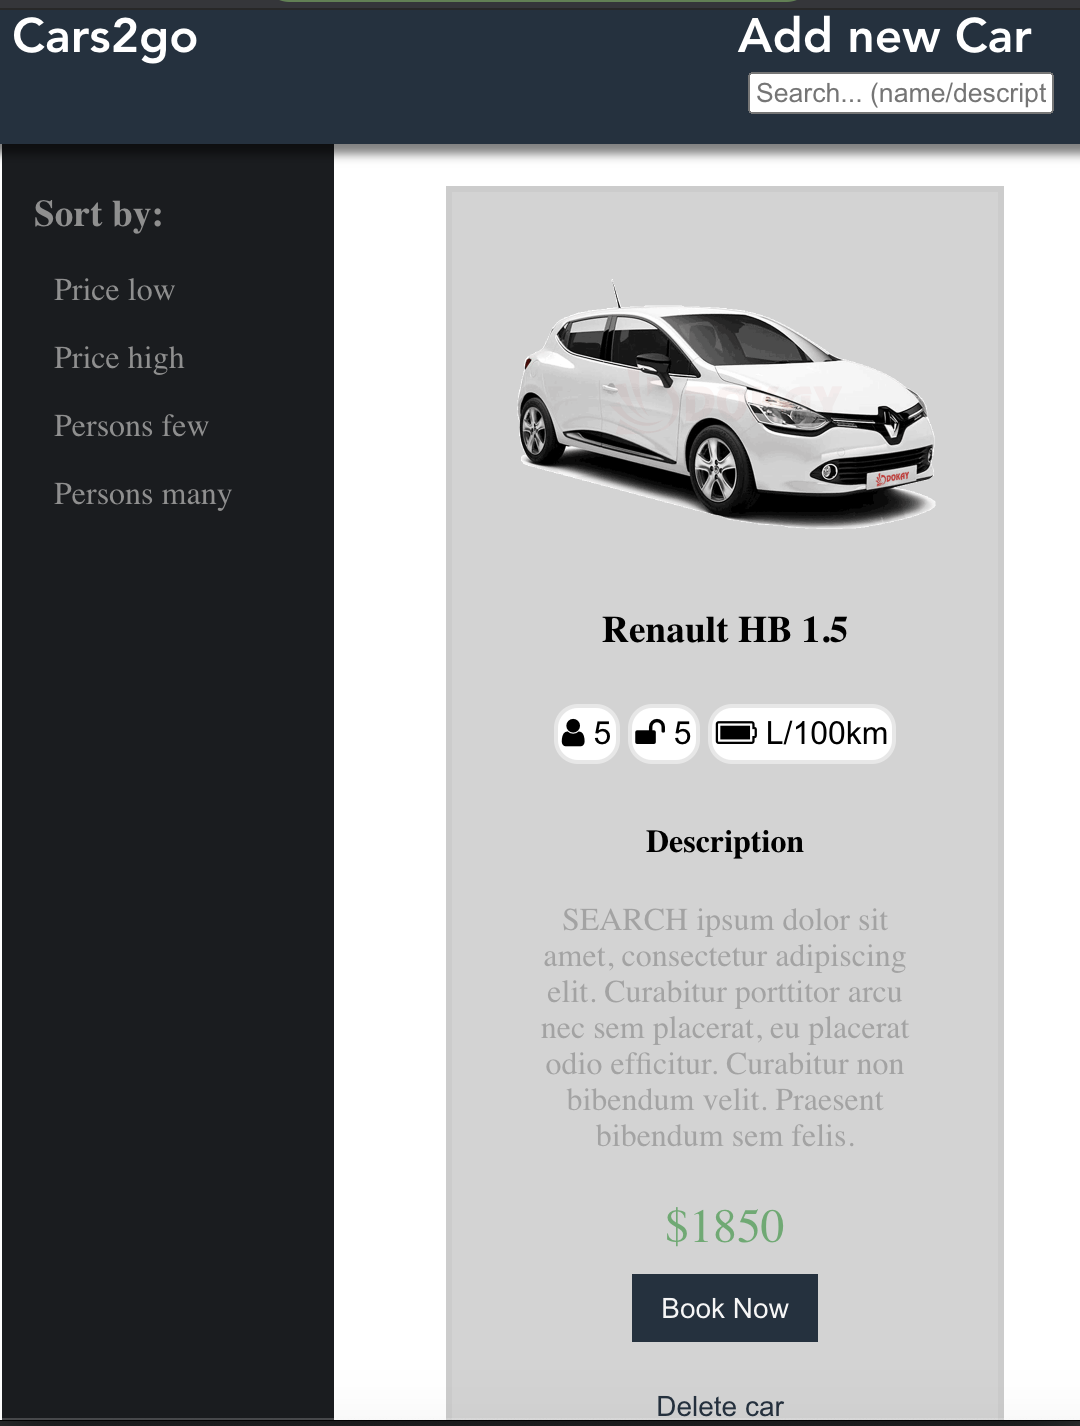 Cars2go
Add new Car
Search... (name/descript
Sort by:
Price low
Price high
Persons few
Persons many
DOKAY
DOKAY
Renault HB 1.5
5 5 L/100km
Description
SEARCH ipsum dolor sit
amet, consectetur adipiscing
elit. Curabitur porttitor arcu
nec sem placerat, eu placerat
odio efficitur. Curabitur non
bibendum velit. Praesent
bibendum sem felis.
$1850
Book Now
Delete car